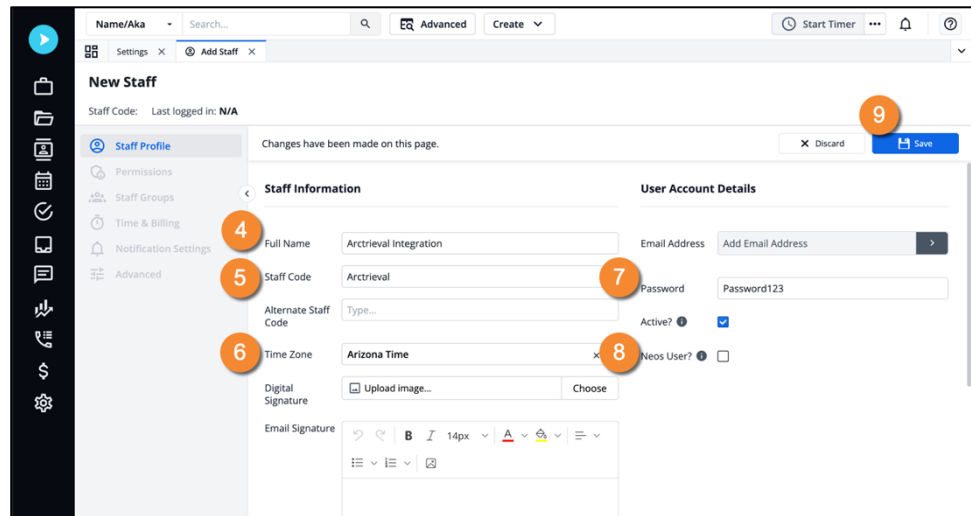 Name/Aka Search... Advanced Create Start Timer
Settings Add Staff
New Staff
Staff Code: Last logged in: N/A
9
Staff Profile
Permissions
Staff Groups
Time & Billing
Notification Settings
Advanced
Changes have been made on this page. Discard Save
Staff Information
4
Full Name Arctrieval Integration
5
Staff Code Arctrieval
Alternate Staff Code Type...
6
Time Zone Arizona Time
Digital Signature Upload image... Choose
Email Signature
B I 14px A
User Account Details
Email Address Add Email Address
7
Password Password123
Active?
8
Neos User?